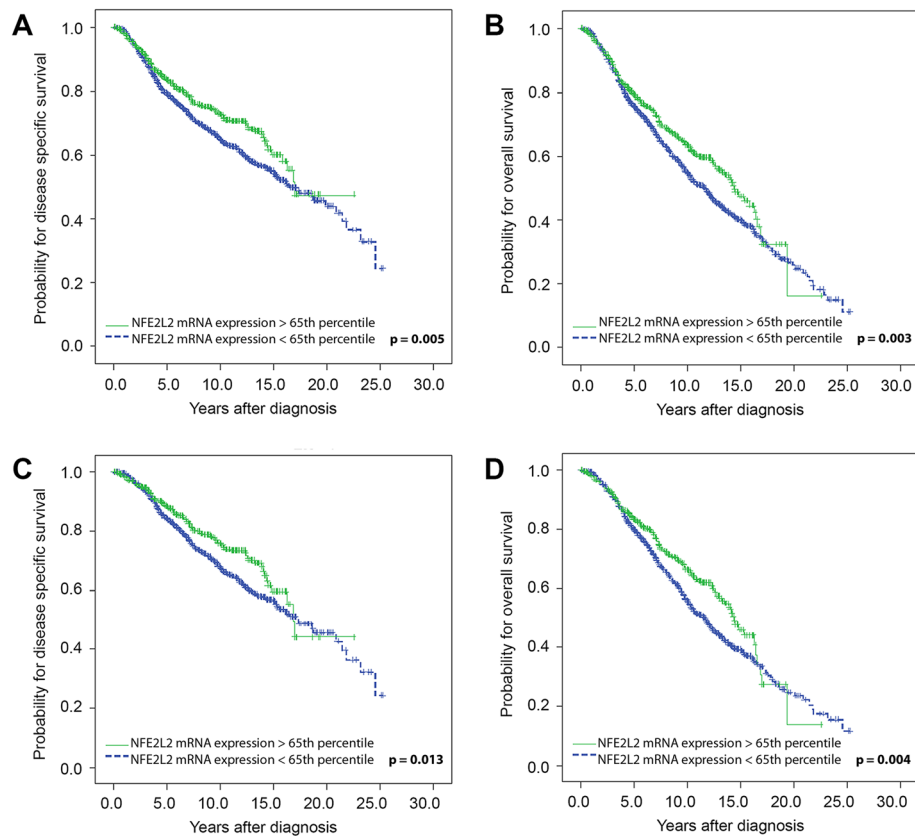 A
Probability for disease specific survival
1.0
0.8
0.6
0.4
0.2
0.0
NFE2L2 mRNA expression > 65th percentile
NFE2L2 mRNA expression < 65th percentile p = 0.005
0.0 5.0 10.0 15.0 20.0 25.0 30.0
Years after diagnosis
B
Probability for overall survival
1.0
0.8
0.6
0.4
0.2
0.0
NFE2L2 mRNA expression > 65th percentile
NFE2L2 mRNA expression < 65th percentile p = 0.003
0.0 5.0 10.0 15.0 20.0 25.0 30.0
Years after diagnosis
C
Probability for disease specific survival
1.0
0.8
0.6
0.4
0.2
0.0
NFE2L2 mRNA expression > 65th percentile
NFE2L2 mRNA expression < 65th percentile p = 0.013
0.0 5.0 10.0 15.0 20.0 25.0 30.0
Years after diagnosis
D
Probability for overall survival
1.0
0.8
0.6
0.4
0.2
0.0
NFE2L2 mRNA expression > 65th percentile
NFE2L2 mRNA expression < 65th percentile p = 0.004
0.0 5.0 10.0 15.0 20.0 25.0 30.0
Years after diagnosis